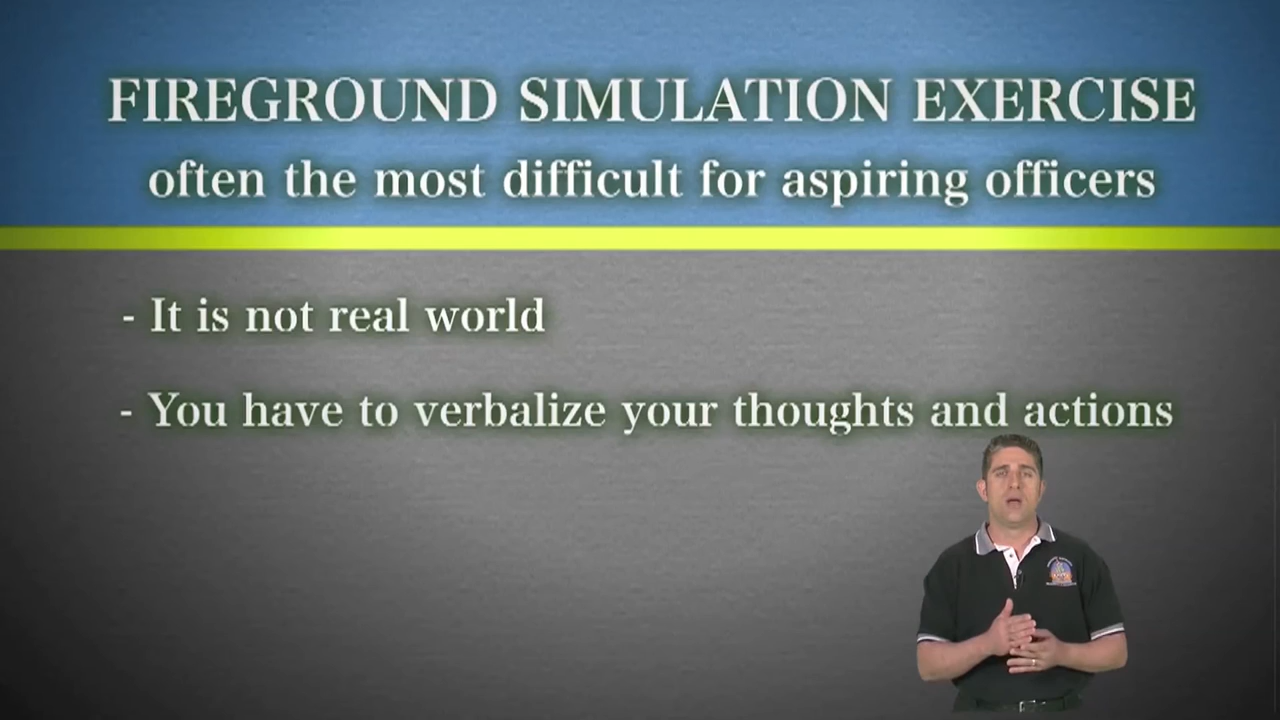 FIREGROUND SIMULATION EXERCISE
often the most difficult for aspiring officers
- It is not real world
- You have to verbalize your thoughts and actions